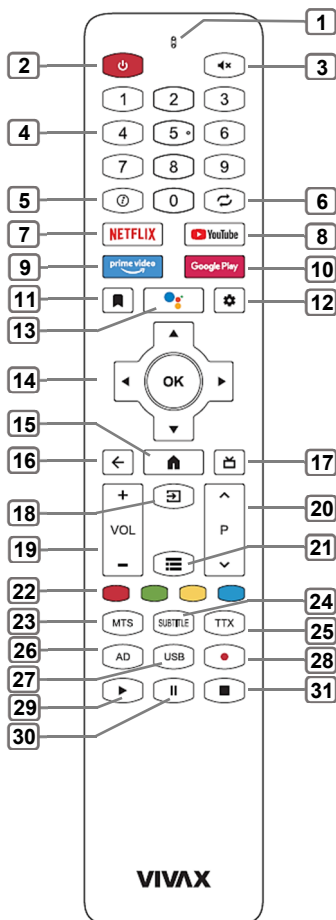 1
2
3
1 2 3
4
4 5 6
7 8 9
5
0
6
7
NETFLIX
YouTube
8
9
prime video
Google Play
10
11
12
13
14
OK
15
16
17
18
+
VOL
−
P
19
20
21
22
23
MTS
SUBTITLE
TTX
24
25
26
AD
USB
27
28
29
30
31
VIVAX